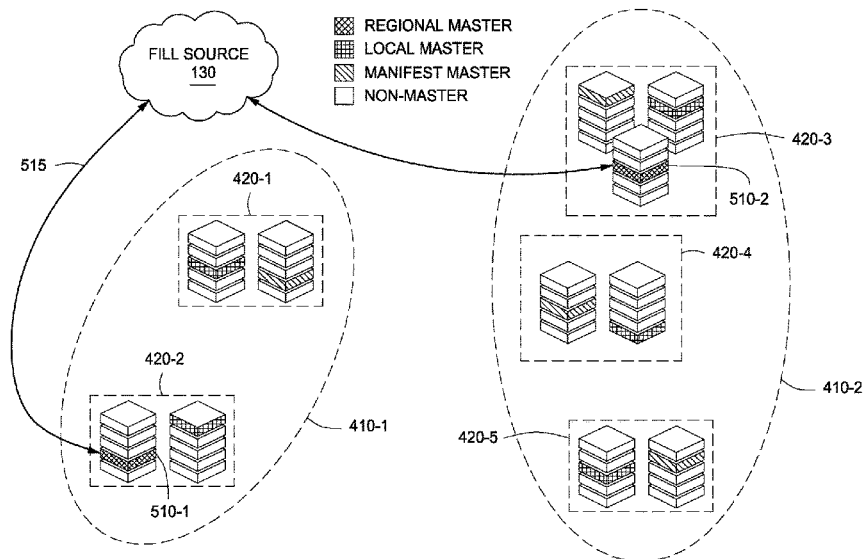 FILL SOURCE
130
REGIONAL MASTER
LOCAL MASTER
MANIFEST MASTER
NON-MASTER
515
420-1
420-3
510-2
420-4
420-2
410-1
410-2
420-5
510-1